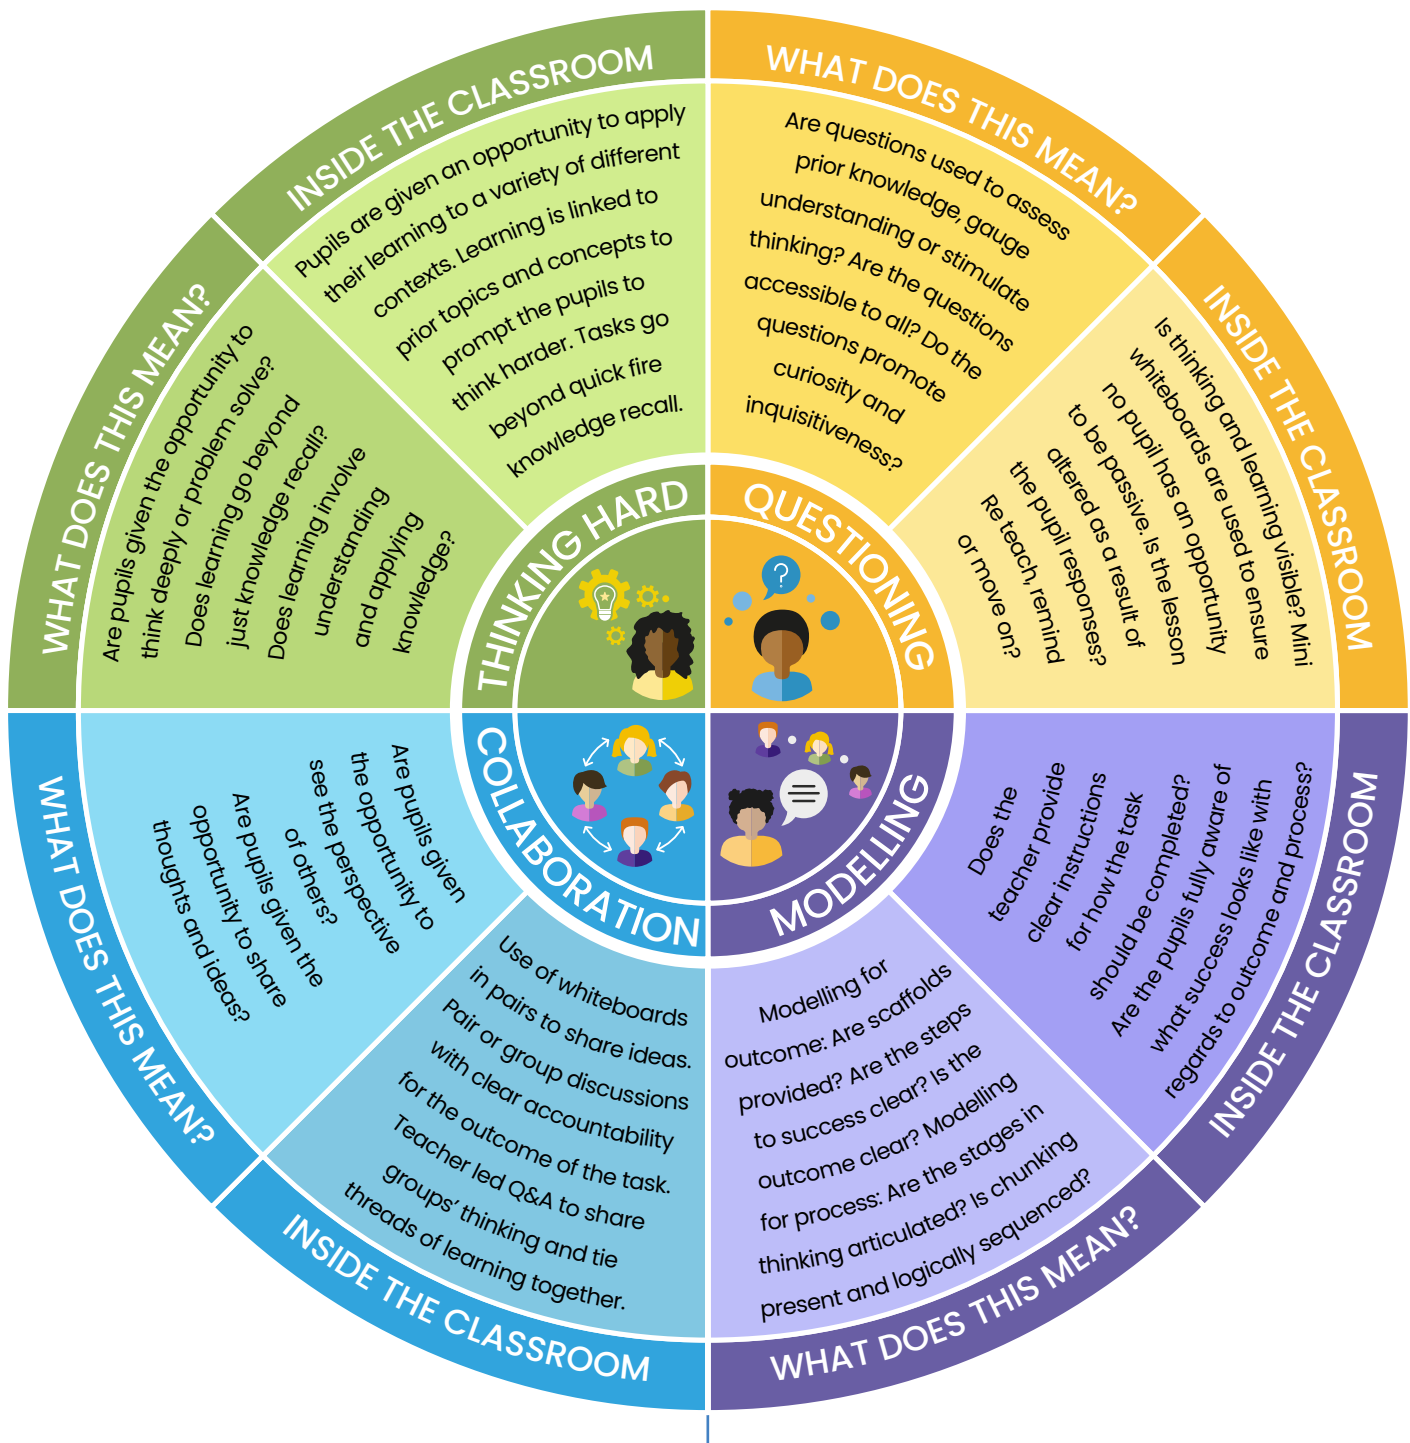 THINKING HARD
WHAT DOES THIS MEAN?
Are pupils given the opportunity to
think deeply or problem solve?
Does learning go beyond
just knowledge recall?
Does learning involve
understanding
and applying
knowledge?
INSIDE THE CLASSROOM
Pupils are given an opportunity to apply
their learning to a variety of different
contexts. Learning is linked to
prior topics and concepts to
prompt the pupils to
think harder. Tasks go
beyond quick fire
knowledge recall.
QUESTIONING
WHAT DOES THIS MEAN?
Are questions used to assess
prior knowledge, gauge
understanding or stimulate
thinking? Are the questions
accessible to all? Do the
questions promote
curiosity and
inquisitiveness?
INSIDE THE CLASSROOM
Is thinking and learning visible? Mini
whiteboards are used to ensure
no pupil has an opportunity
to be passive. Is the lesson
altered as a result of
the pupil responses?
Re teach, remind
or move on?
?
MODELLING
INSIDE THE CLASSROOM
Does the
teacher provide
clear instructions
for how the task
should be completed?
Are the pupils fully aware of
what success looks like with
regards to outcome and process?
WHAT DOES THIS MEAN?
Modelling for
outcome: Are scaffolds
provided? Are the steps
to success clear? Is the
outcome clear? Modelling
for process: Are the stages in
thinking articulated? Is chunking
present and logically sequenced?
COLLABORATION
WHAT DOES THIS MEAN?
Are pupils given
the opportunity to
see the perspective
of others?
Are pupils given the
opportunity to share
thoughts and ideas?
INSIDE THE CLASSROOM
Use of whiteboards
in pairs to share ideas.
Pair or group discussions
with clear accountability
for the outcome of the task.
Teacher led Q&A to share
groups’ thinking and tie
threads of learning together.